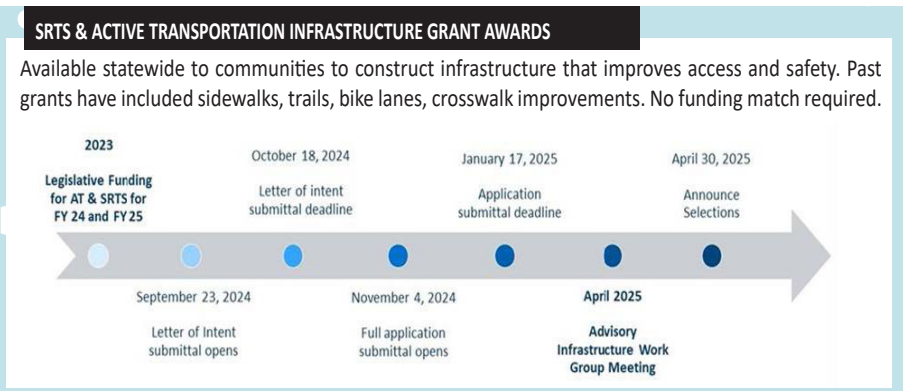 SRTS & ACTIVE TRANSPORTATION INFRASTRUCTURE GRANT AWARDS
Available statewide to communities to construct infrastructure that improves access and safety. Past
grants have included sidewalks, trails, bike lanes, crosswalk improvements. No funding match required.
2023
Legislative Funding
for AT & SRTS for
FY 24 and FY25
October 18, 2024
Letter of intent
submittal deadline
January 17, 2025
Application
submittal deadline
April 30, 2025
Announce
Selections
September 23, 2024
Letter of Intent
submittal opens
November 4, 2024
Full application
submittal opens
April 2025
Advisory
Infrastructure Work
Group Meeting